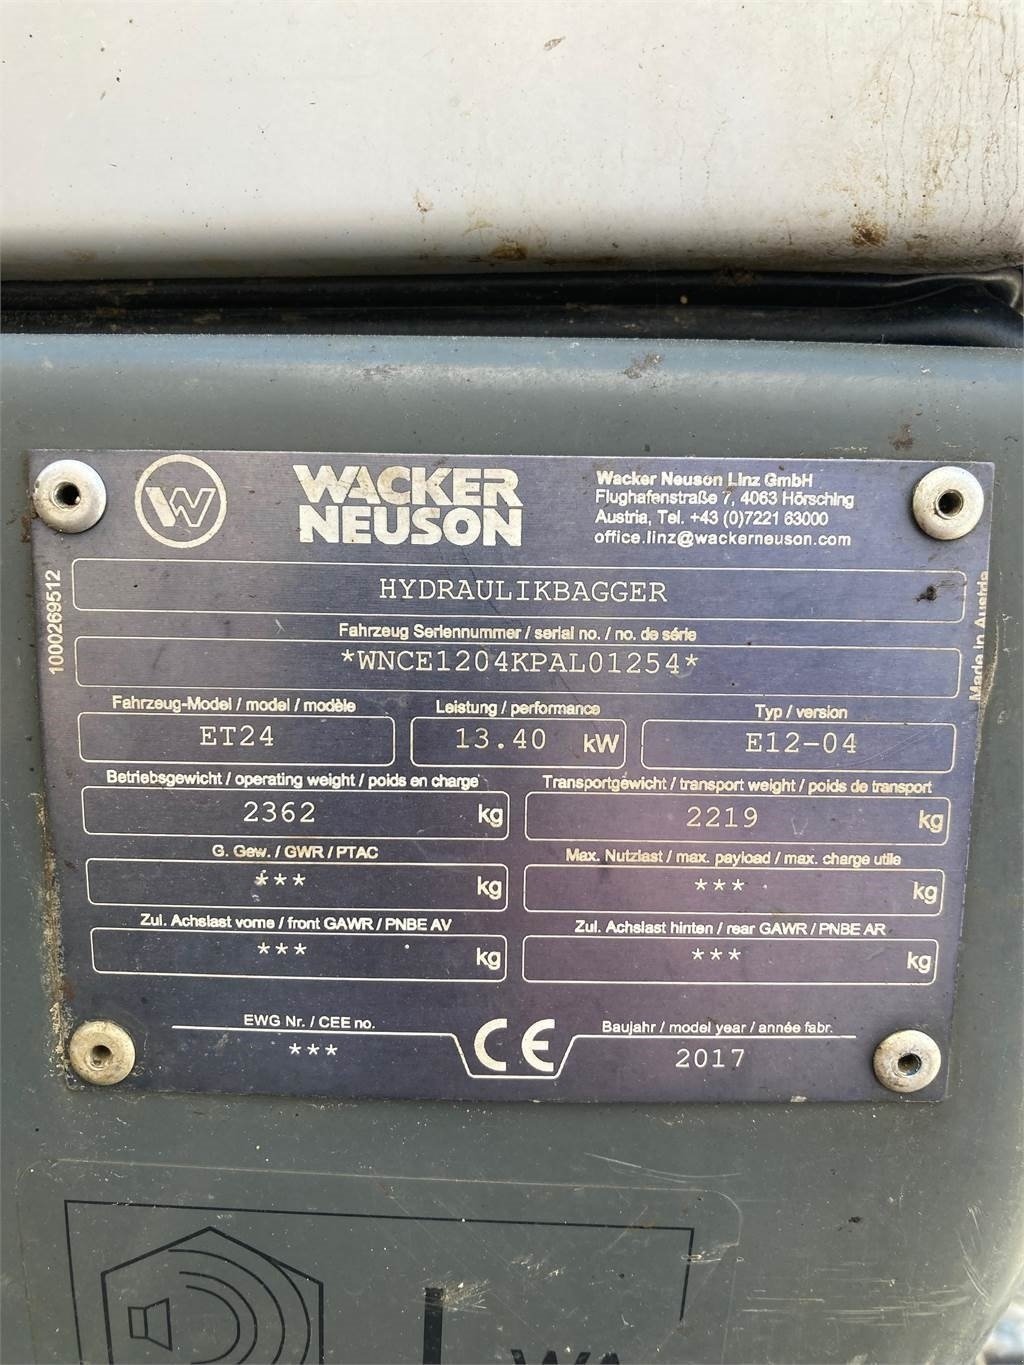 W
WACKER
NEUSON
Wacker Neuson Linz GmbH
Flughafenstraße 7, 4063 Hörsching
Austria, Tel. +43 (0)7221 63000
office.linz@wackerneuson.com
1000269512
Made in Austria
HYDRAULIKBAGGER
Fahrzeug Seriennummer / serial no. / no. de série
*WNCE1204KPAL01254*
Fahrzeug-Model / model / modèle
Leistung / performance
Typ / version
ET24
13.40 kW
E12-04
Betriebsgewicht / operating weight / poids en charge
Transportgewicht / transport weight / poids de transport
2362 kg
2219 kg
G. Gew. / GWR / PTAC
Max. Nutzlast / max. payload / max. charge utile
*** kg
*** kg
Zul. Achslast vorne / front GAWR / PNBE AV
Zul. Achslast hinten / rear GAWR / PNBE AR
*** kg
*** kg
EWG Nr. / CEE no.
CE
Baujahr / model year / année fabr.
***
2017